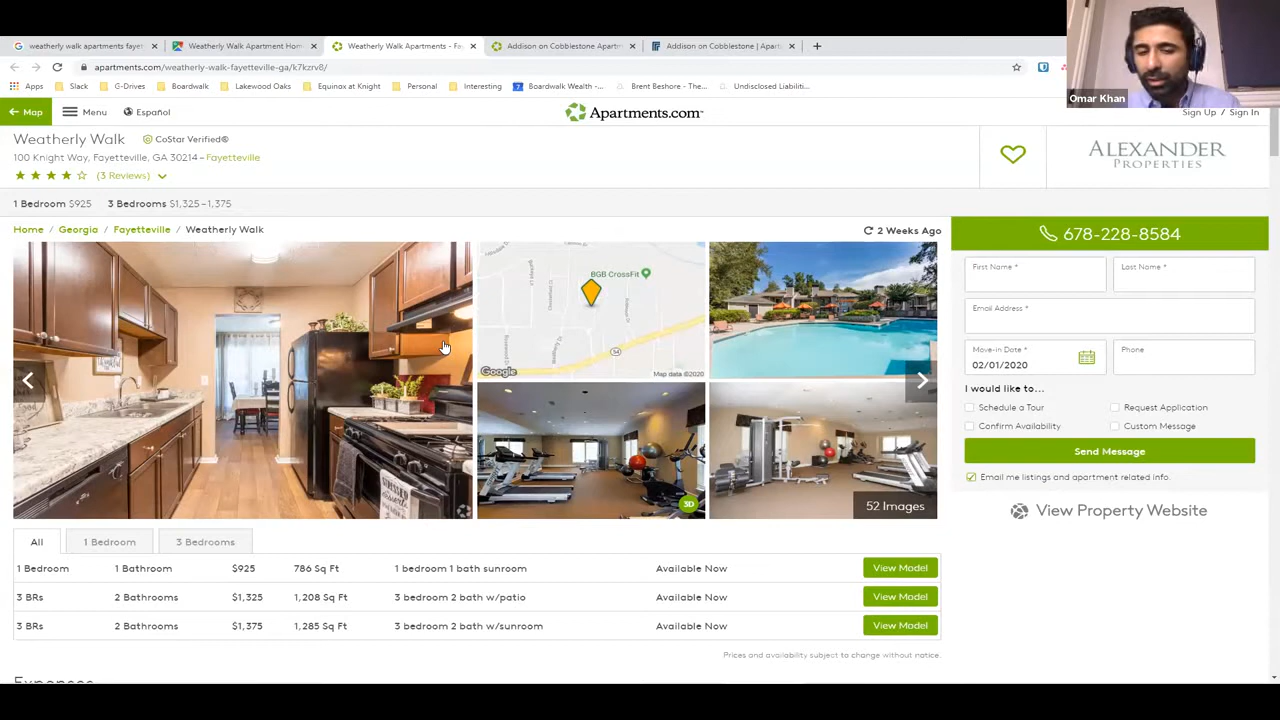 weatherly walk apartments fayet
Weatherly Walk Apartment Hom
Weatherly Walk Apartments - Fa
Addison on Cobblestone Apartm
Addison on Cobblestone | Apart
apartments.com/weatherly-walk-fayetteville-ga/k7kzrv8/
Apps Slack G-Drives Boardwalk Lakewood Oaks Equinox at Knight Personal Interesting Boardwalk Wealth -... Brent Beshore - The... Undisclosed Liabiliti...
Omar Khan
Map Menu Español Apartments.com Sign Up / Sign In
Weatherly Walk CoStar Verified®
100 Knight Way, Fayetteville, GA 30214 – Fayetteville
(3 Reviews)
ALEXANDER
PROPERTIES
1 Bedroom $925 3 Bedrooms $1,325 – 1,375
Home / Georgia / Fayetteville / Weatherly Walk 2 Weeks Ago
678-228-8584
First Name * Last Name *
Email Address *
Move-in Date * Phone
02/01/2020
I would like to...
Schedule a Tour Request Application
Confirm Availability Custom Message
Send Message
Email me listings and apartment related info.
View Property Website
BGB CrossFit
54
Google Map data ©2020
3D
52 Images
All 1 Bedroom 3 Bedrooms
1 Bedroom 1 Bathroom $925 786 Sq Ft 1 bedroom 1 bath sunroom Available Now View Model
3 BRs 2 Bathrooms $1,325 1,208 Sq Ft 3 bedroom 2 bath w/patio Available Now View Model
3 BRs 2 Bathrooms $1,375 1,285 Sq Ft 3 bedroom 2 bath w/sunroom Available Now View Model
Prices and availability subject to change without notice.
Expenses